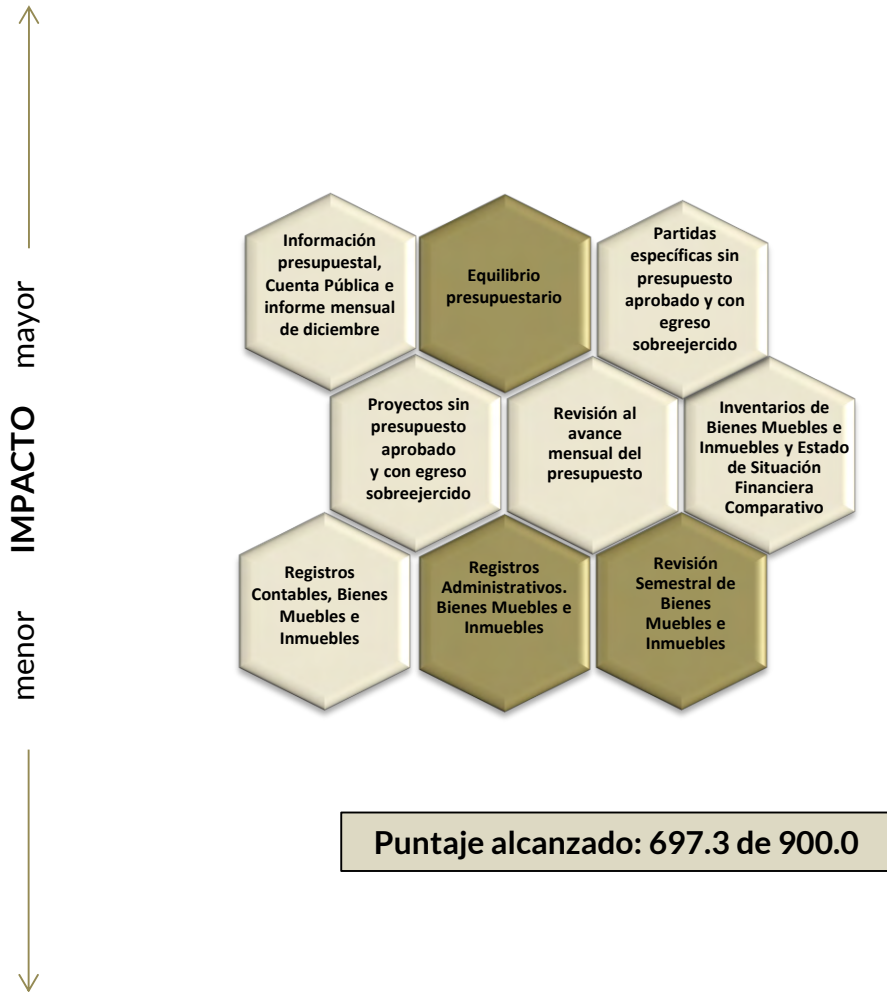 mayor
IMPACTO
menor
Información
presupuestal,
Cuenta Pública e
informe mensual
de diciembre
Equilibrio
presupuestario
Partidas
específicas sin
presupuesto
aprobado y con
egreso
sobreejercido
Proyectos sin
presupuesto
aprobado
y con egreso
sobreejercido
Revisión al
avance
mensual del
presupuesto
Inventarios de
Bienes Muebles e
Inmuebles y Estado
de Situación
Financiera
Comparativo
Registros
Contables, Bienes
Muebles e
Inmuebles
Registros
Administrativos.
Bienes Muebles e
Inmuebles
Revisión
Semestral de
Bienes
Muebles e
Inmuebles
Puntaje alcanzado: 697.3 de 900.0